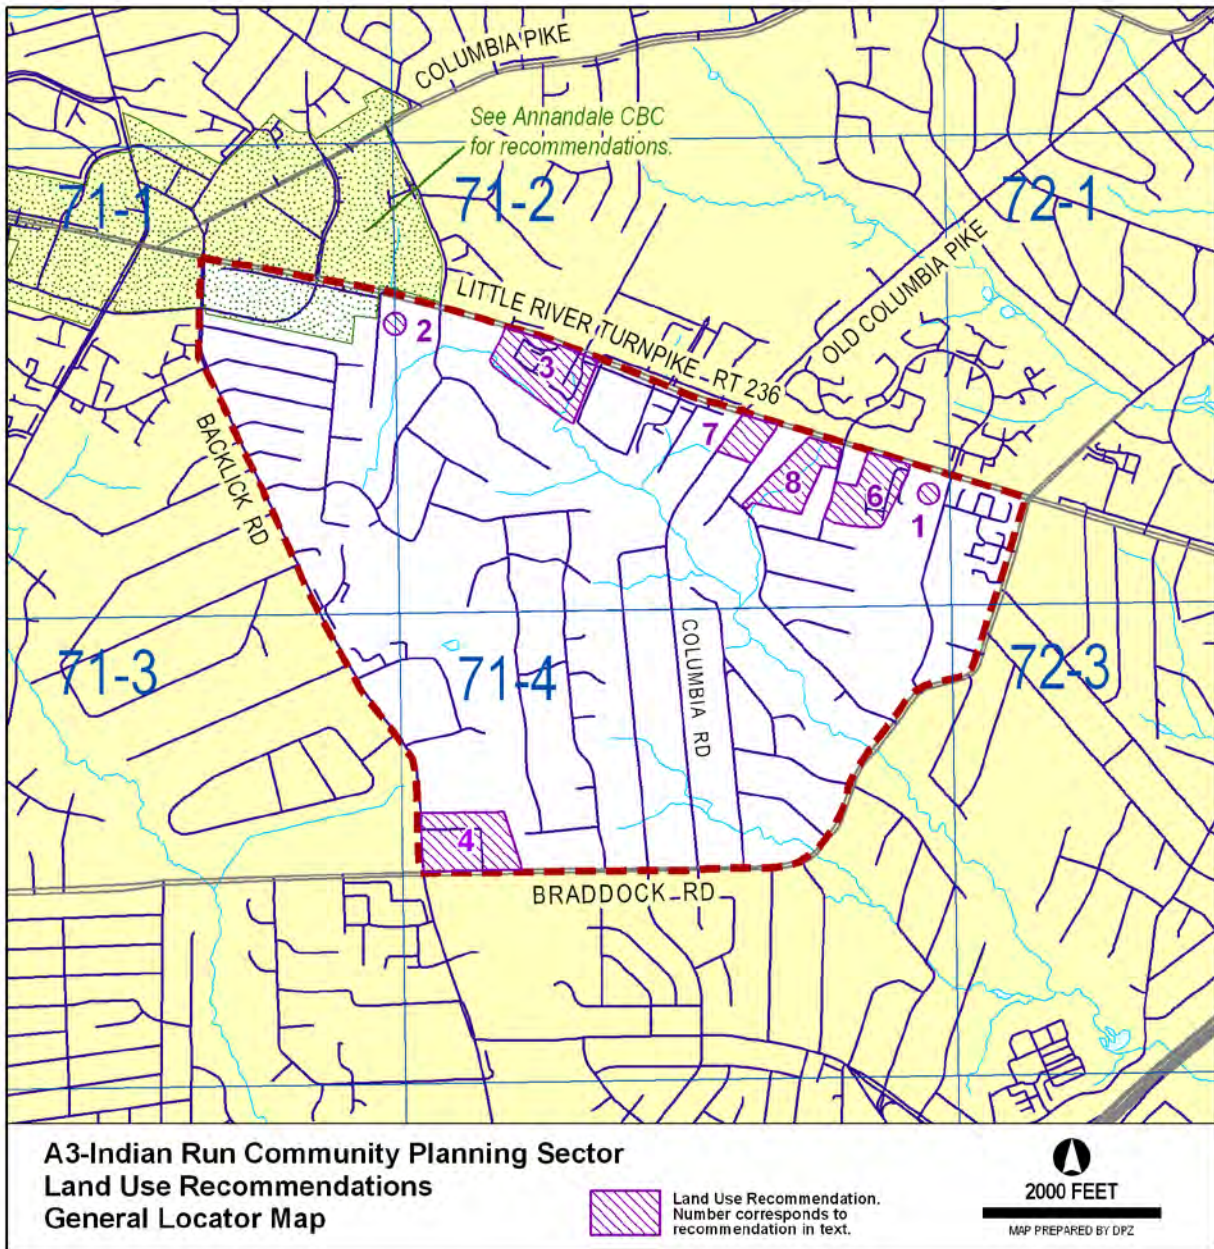 COLUMBIA PIKE
See Annandale CBC
for recommendations.
71-1
71-2
72-1
OLD COLUMBIA PIKE
LITTLE RIVER TURNPIKE - RT 236
2
3
7
8
6
1
BACKLICK RD
71-3
71-4
COLUMBIA RD
72-3
4
BRADDOCK RD
A3-Indian Run Community Planning Sector
Land Use Recommendations
General Locator Map
Land Use Recommendation.
Number corresponds to
recommendation in text.
2000 FEET
MAP PREPARED BY DPZ